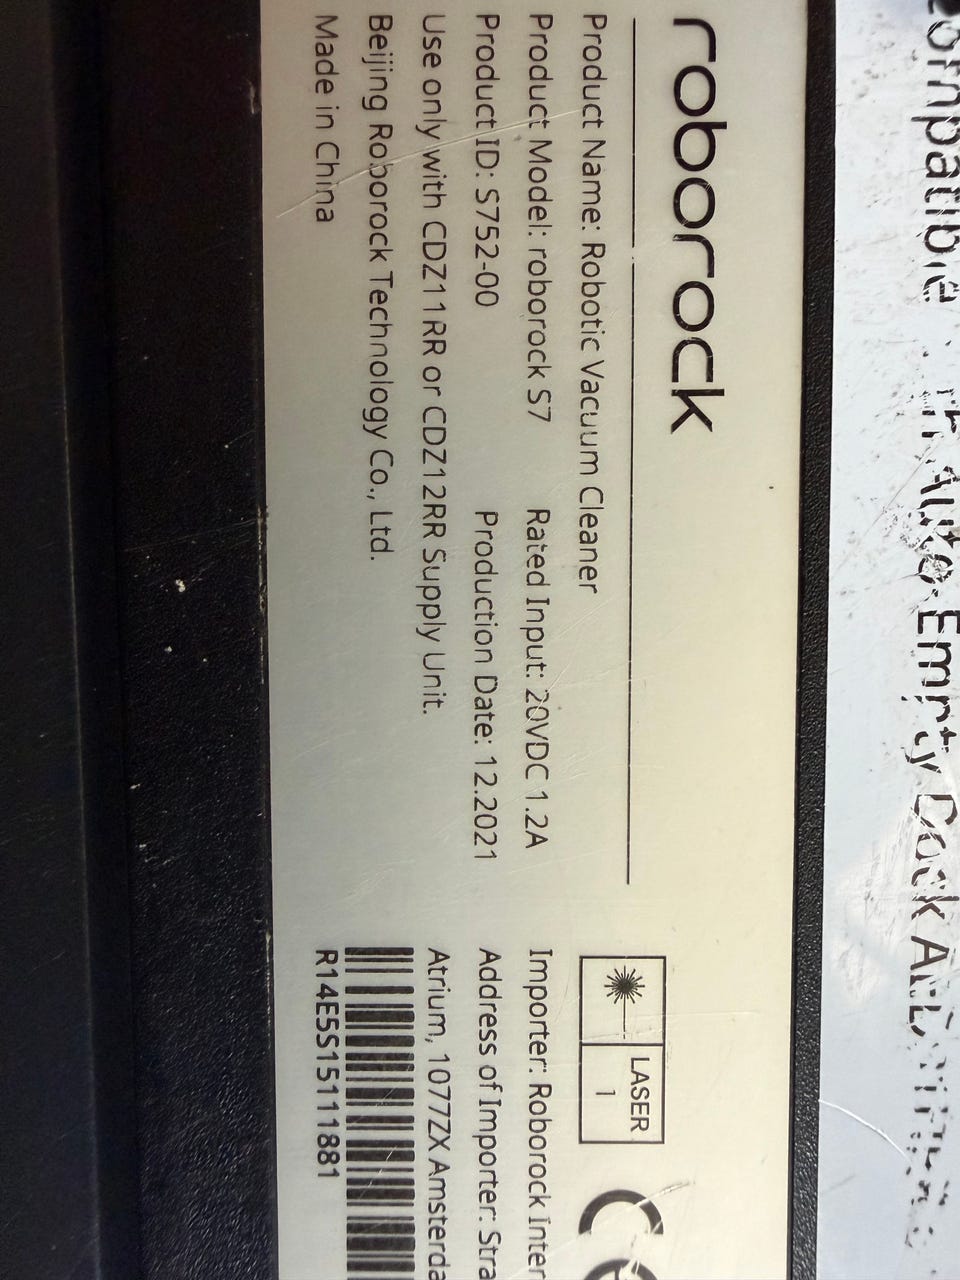 Auto-Empty Dock
roborock
Product Name: Robotic Vacuum Cleaner
Product Model: roborock S7 Rated Input: 20VDC 1.2A
Product ID: S752-00 Production Date: 12.2021
Use only with CDZ11RR or CDZ12RR Supply Unit.
Beijing Roborock Technology Co., Ltd.
Made in China
LASER
1
CE
Importer: Roborock Inter
Address of Importer: Stra
Atrium, 1077ZX Amsterda
R14E5S15111881